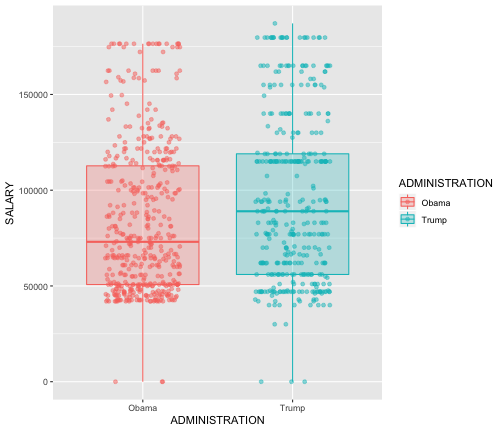 SALARY
150000
100000
50000
0
Obama
Trump
ADMINISTRATION
ADMINISTRATION
Obama
Trump